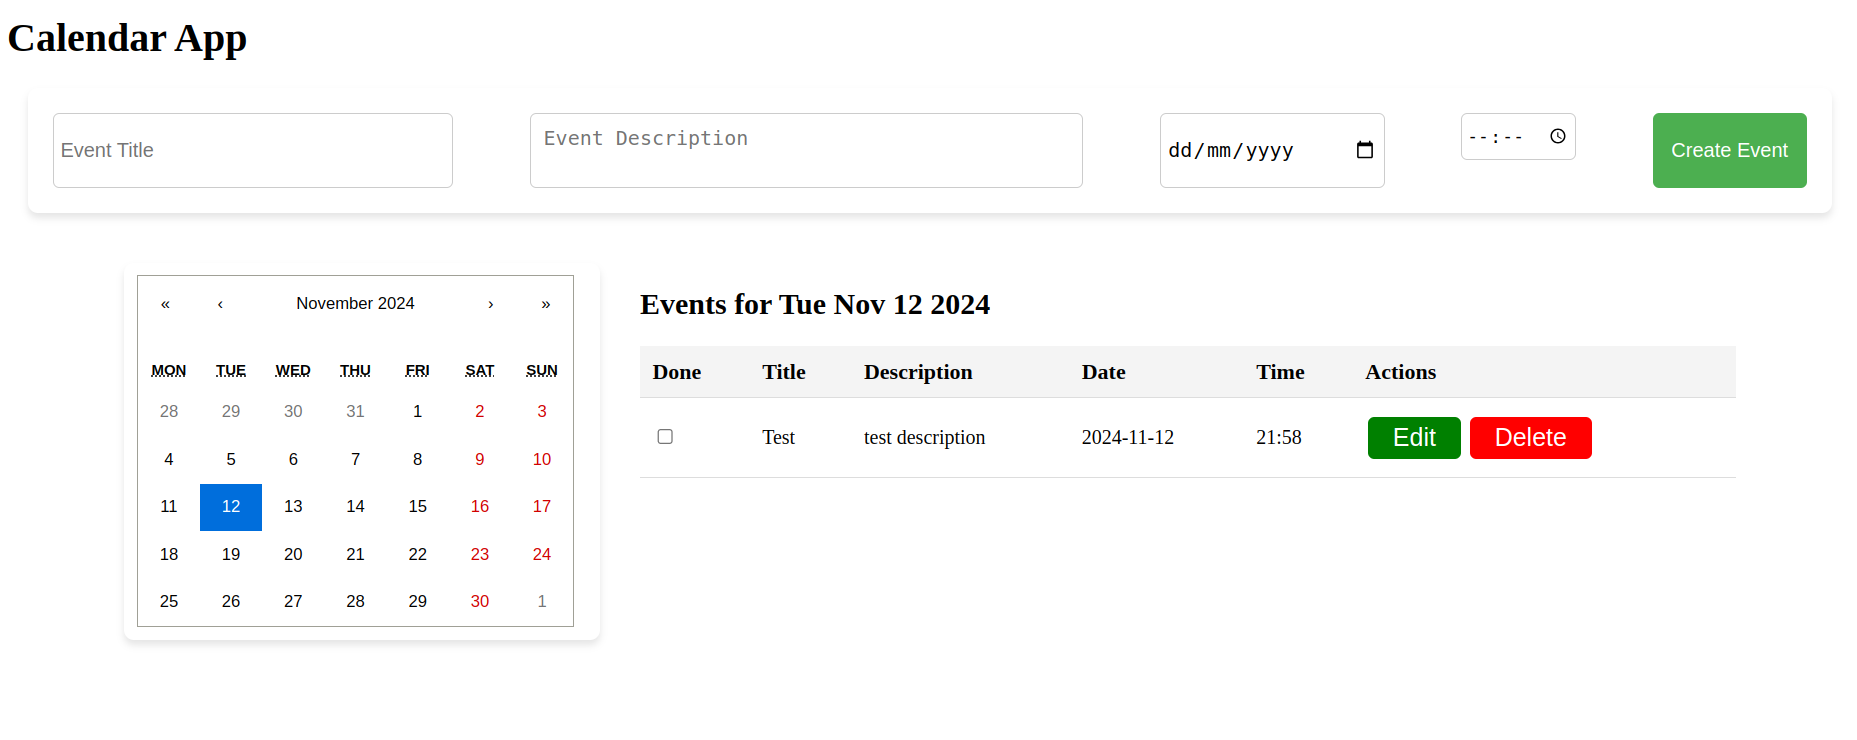 Calendar App
Event Title Event Description dd/mm/yyyy --:-- Create Event
« ‹ November 2024 › »
MON TUE WED THU FRI SAT SUN
28 29 30 31 1 2 3
4 5 6 7 8 9 10
11 12 13 14 15 16 17
18 19 20 21 22 23 24
25 26 27 28 29 30 1
Events for Tue Nov 12 2024
Done Title Description Date Time Actions
Test test description 2024-11-12 21:58 Edit Delete